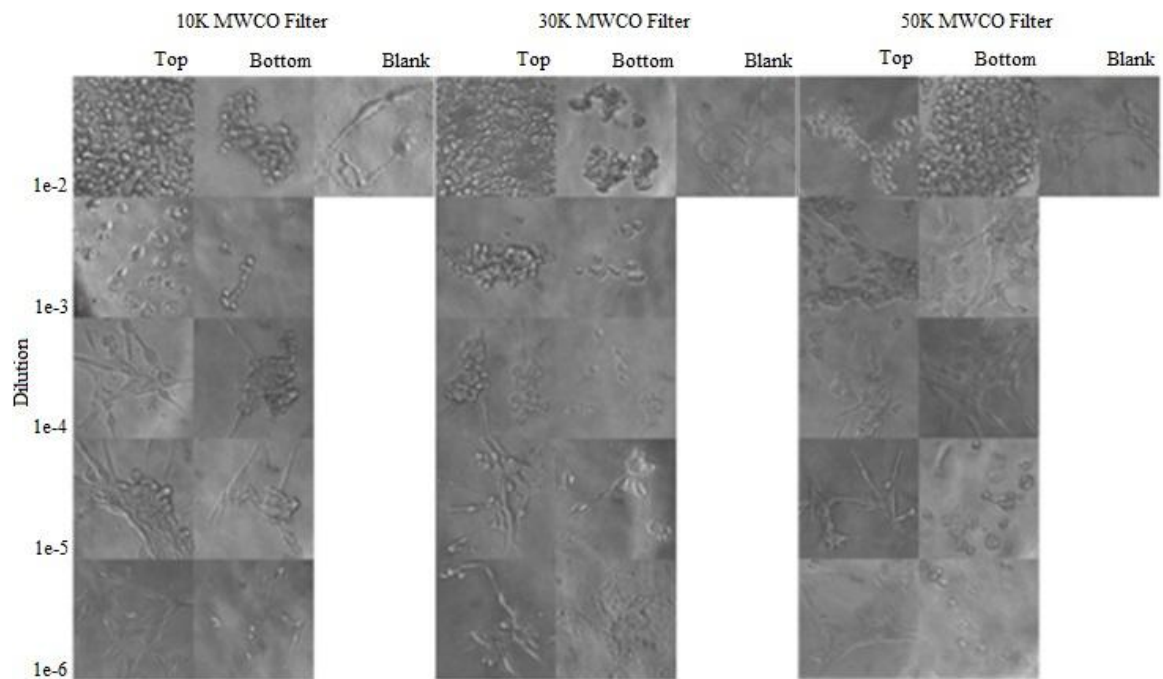 10K MWCO Filter 30K MWCO Filter 50K MWCO Filter
Top Bottom Blank Top Bottom Blank Top Bottom Blank
1e-2
1e-3
Dilution
1e-4
1e-5
1e-6